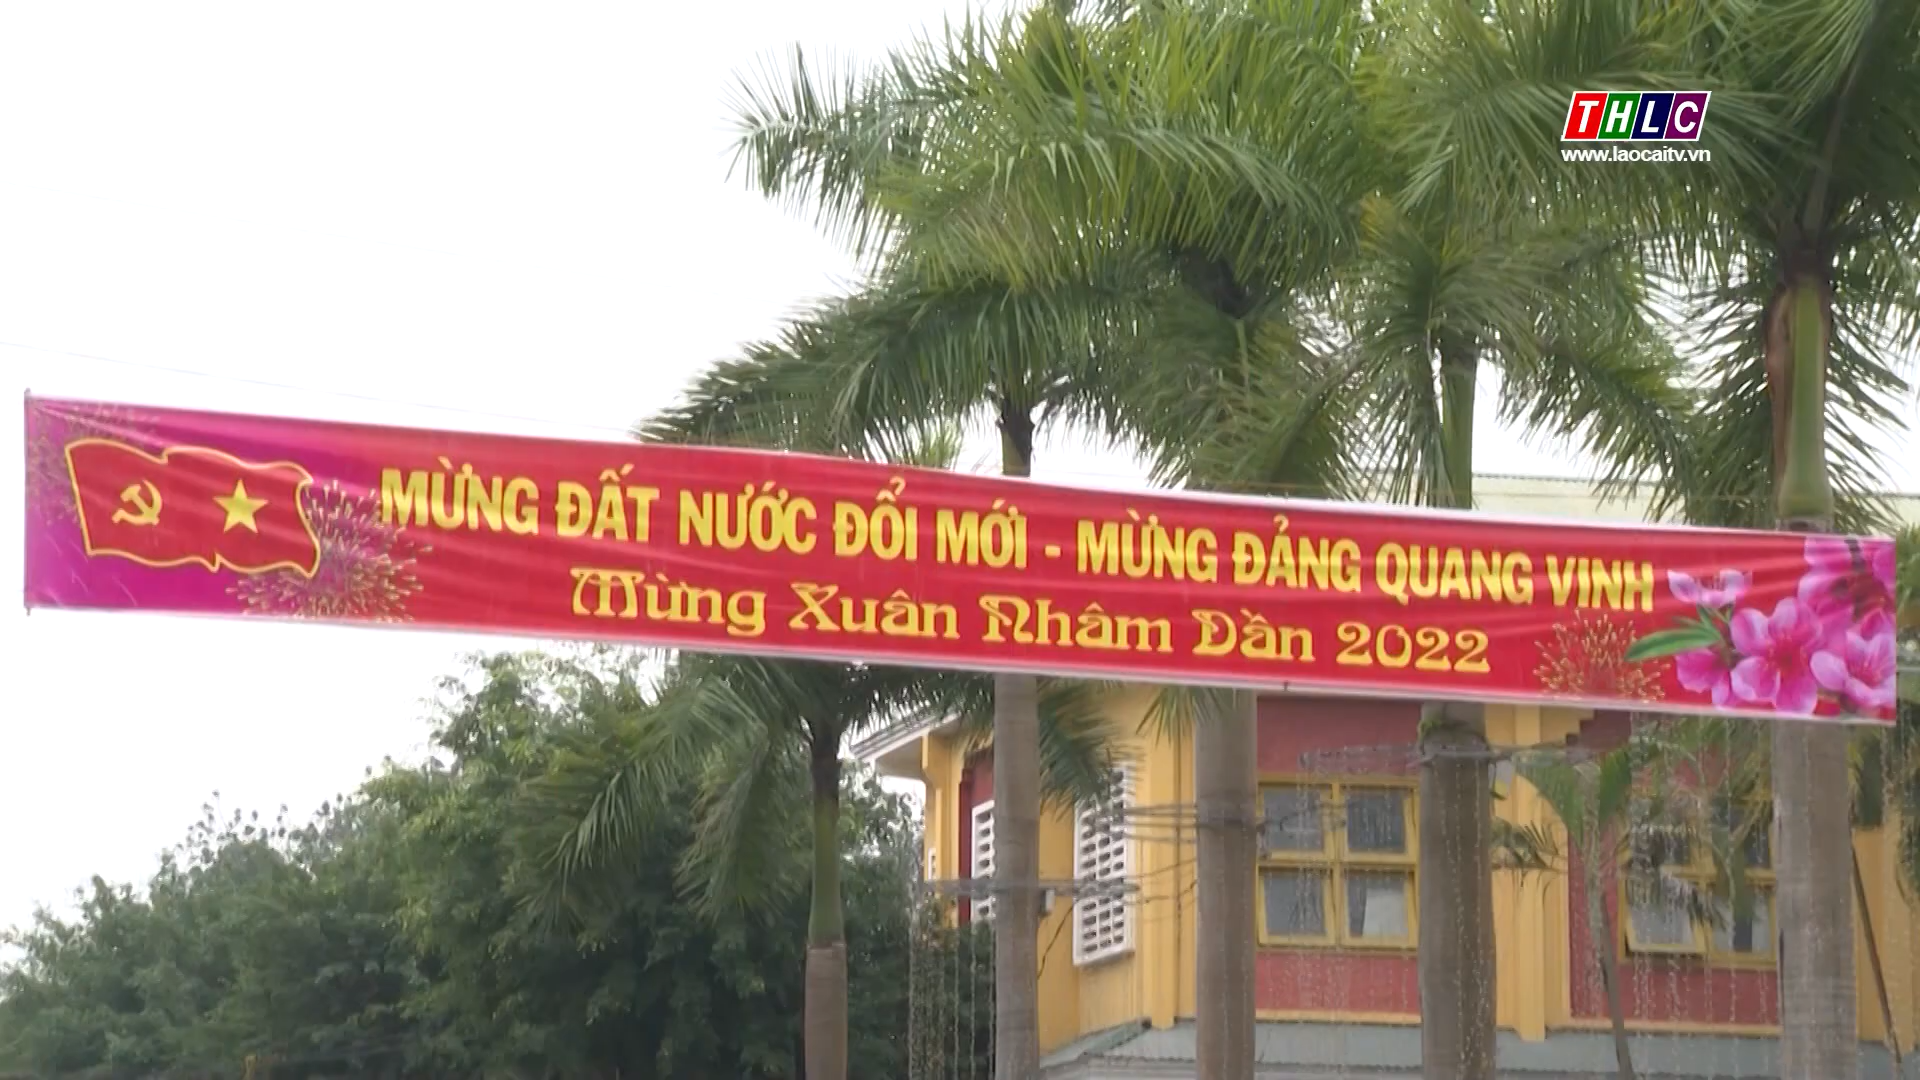 THLC
www.laocaitv.vn
MỪNG ĐẤT NƯỚC ĐỔI MỚI - MỪNG ĐẢNG QUANG VINH
Mừng Xuân Nhâm Dần 2022